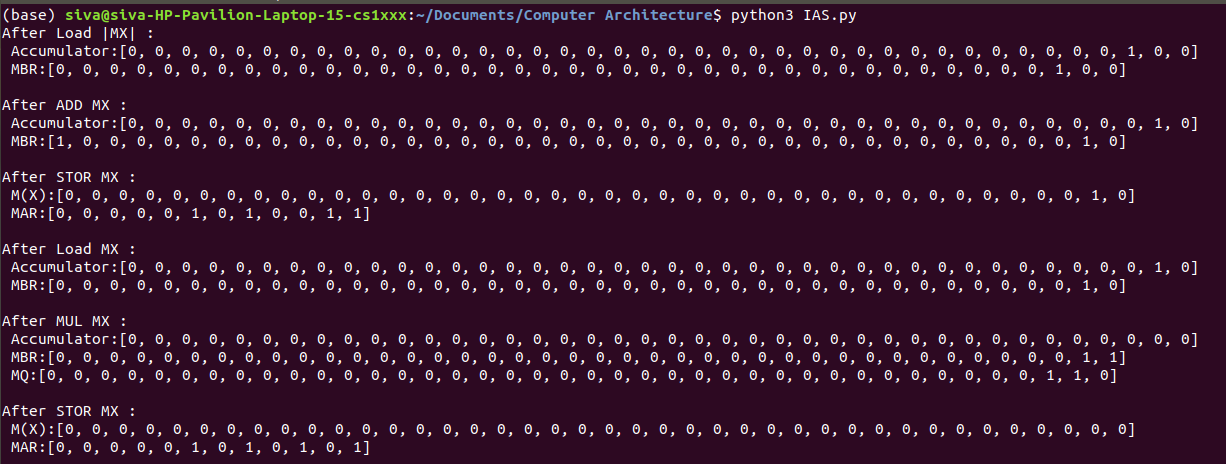 (base) siva@siva-HP-Pavilion-Laptop-15-cs1xxx:~/Documents/Computer Architecture$ python3 IAS.py
After Load |MX| :
Accumulator:[0, 0, 0, 0, 0, 0, 0, 0, 0, 0, 0, 0, 0, 0, 0, 0, 0, 0, 0, 0, 0, 0, 0, 0, 0, 0, 0, 0, 0, 0, 0, 0, 0, 0, 0, 0, 0, 1, 0, 0]
MBR:[0, 0, 0, 0, 0, 0, 0, 0, 0, 0, 0, 0, 0, 0, 0, 0, 0, 0, 0, 0, 0, 0, 0, 0, 0, 0, 0, 0, 0, 0, 0, 0, 0, 0, 0, 0, 0, 1, 0, 0]
After ADD MX :
Accumulator:[0, 0, 0, 0, 0, 0, 0, 0, 0, 0, 0, 0, 0, 0, 0, 0, 0, 0, 0, 0, 0, 0, 0, 0, 0, 0, 0, 0, 0, 0, 0, 0, 0, 0, 0, 0, 0, 0, 1, 0]
MBR:[1, 0, 0, 0, 0, 0, 0, 0, 0, 0, 0, 0, 0, 0, 0, 0, 0, 0, 0, 0, 0, 0, 0, 0, 0, 0, 0, 0, 0, 0, 0, 0, 0, 0, 0, 0, 0, 0, 1, 0]
After STOR MX :
M(X):[0, 0, 0, 0, 0, 0, 0, 0, 0, 0, 0, 0, 0, 0, 0, 0, 0, 0, 0, 0, 0, 0, 0, 0, 0, 0, 0, 0, 0, 0, 0, 0, 0, 0, 0, 0, 0, 0, 1, 0]
MAR:[0, 0, 0, 0, 0, 1, 0, 1, 0, 0, 1, 1]
After Load MX :
Accumulator:[0, 0, 0, 0, 0, 0, 0, 0, 0, 0, 0, 0, 0, 0, 0, 0, 0, 0, 0, 0, 0, 0, 0, 0, 0, 0, 0, 0, 0, 0, 0, 0, 0, 0, 0, 0, 0, 0, 1, 0]
MBR:[0, 0, 0, 0, 0, 0, 0, 0, 0, 0, 0, 0, 0, 0, 0, 0, 0, 0, 0, 0, 0, 0, 0, 0, 0, 0, 0, 0, 0, 0, 0, 0, 0, 0, 0, 0, 0, 0, 1, 0]
After MUL MX :
Accumulator:[0, 0, 0, 0, 0, 0, 0, 0, 0, 0, 0, 0, 0, 0, 0, 0, 0, 0, 0, 0, 0, 0, 0, 0, 0, 0, 0, 0, 0, 0, 0, 0, 0, 0, 0, 0, 0, 0, 0, 0]
MBR:[0, 0, 0, 0, 0, 0, 0, 0, 0, 0, 0, 0, 0, 0, 0, 0, 0, 0, 0, 0, 0, 0, 0, 0, 0, 0, 0, 0, 0, 0, 0, 0, 0, 0, 0, 0, 0, 0, 1, 1]
MQ:[0, 0, 0, 0, 0, 0, 0, 0, 0, 0, 0, 0, 0, 0, 0, 0, 0, 0, 0, 0, 0, 0, 0, 0, 0, 0, 0, 0, 0, 0, 0, 0, 0, 0, 0, 0, 0, 1, 1, 0]
After STOR MX :
M(X):[0, 0, 0, 0, 0, 0, 0, 0, 0, 0, 0, 0, 0, 0, 0, 0, 0, 0, 0, 0, 0, 0, 0, 0, 0, 0, 0, 0, 0, 0, 0, 0, 0, 0, 0, 0, 0, 0, 0, 0]
MAR:[0, 0, 0, 0, 0, 1, 0, 1, 0, 1, 0, 1]